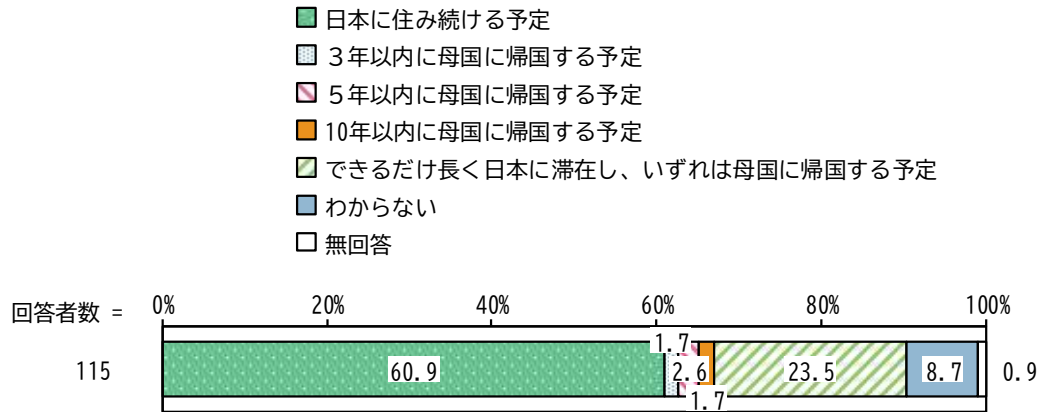 日本に住み続ける予定
３年以内に母国に帰国する予定
５年以内に母国に帰国する予定
10年以内に母国に帰国する予定
できるだけ長く日本に滞在し、いずれは母国に帰国する予定
わからない
無回答
回答者数 = 0% 20% 40% 60% 80% 100%
1.7
115 60.9 2.6 23.5 8.7 0.9
1.7